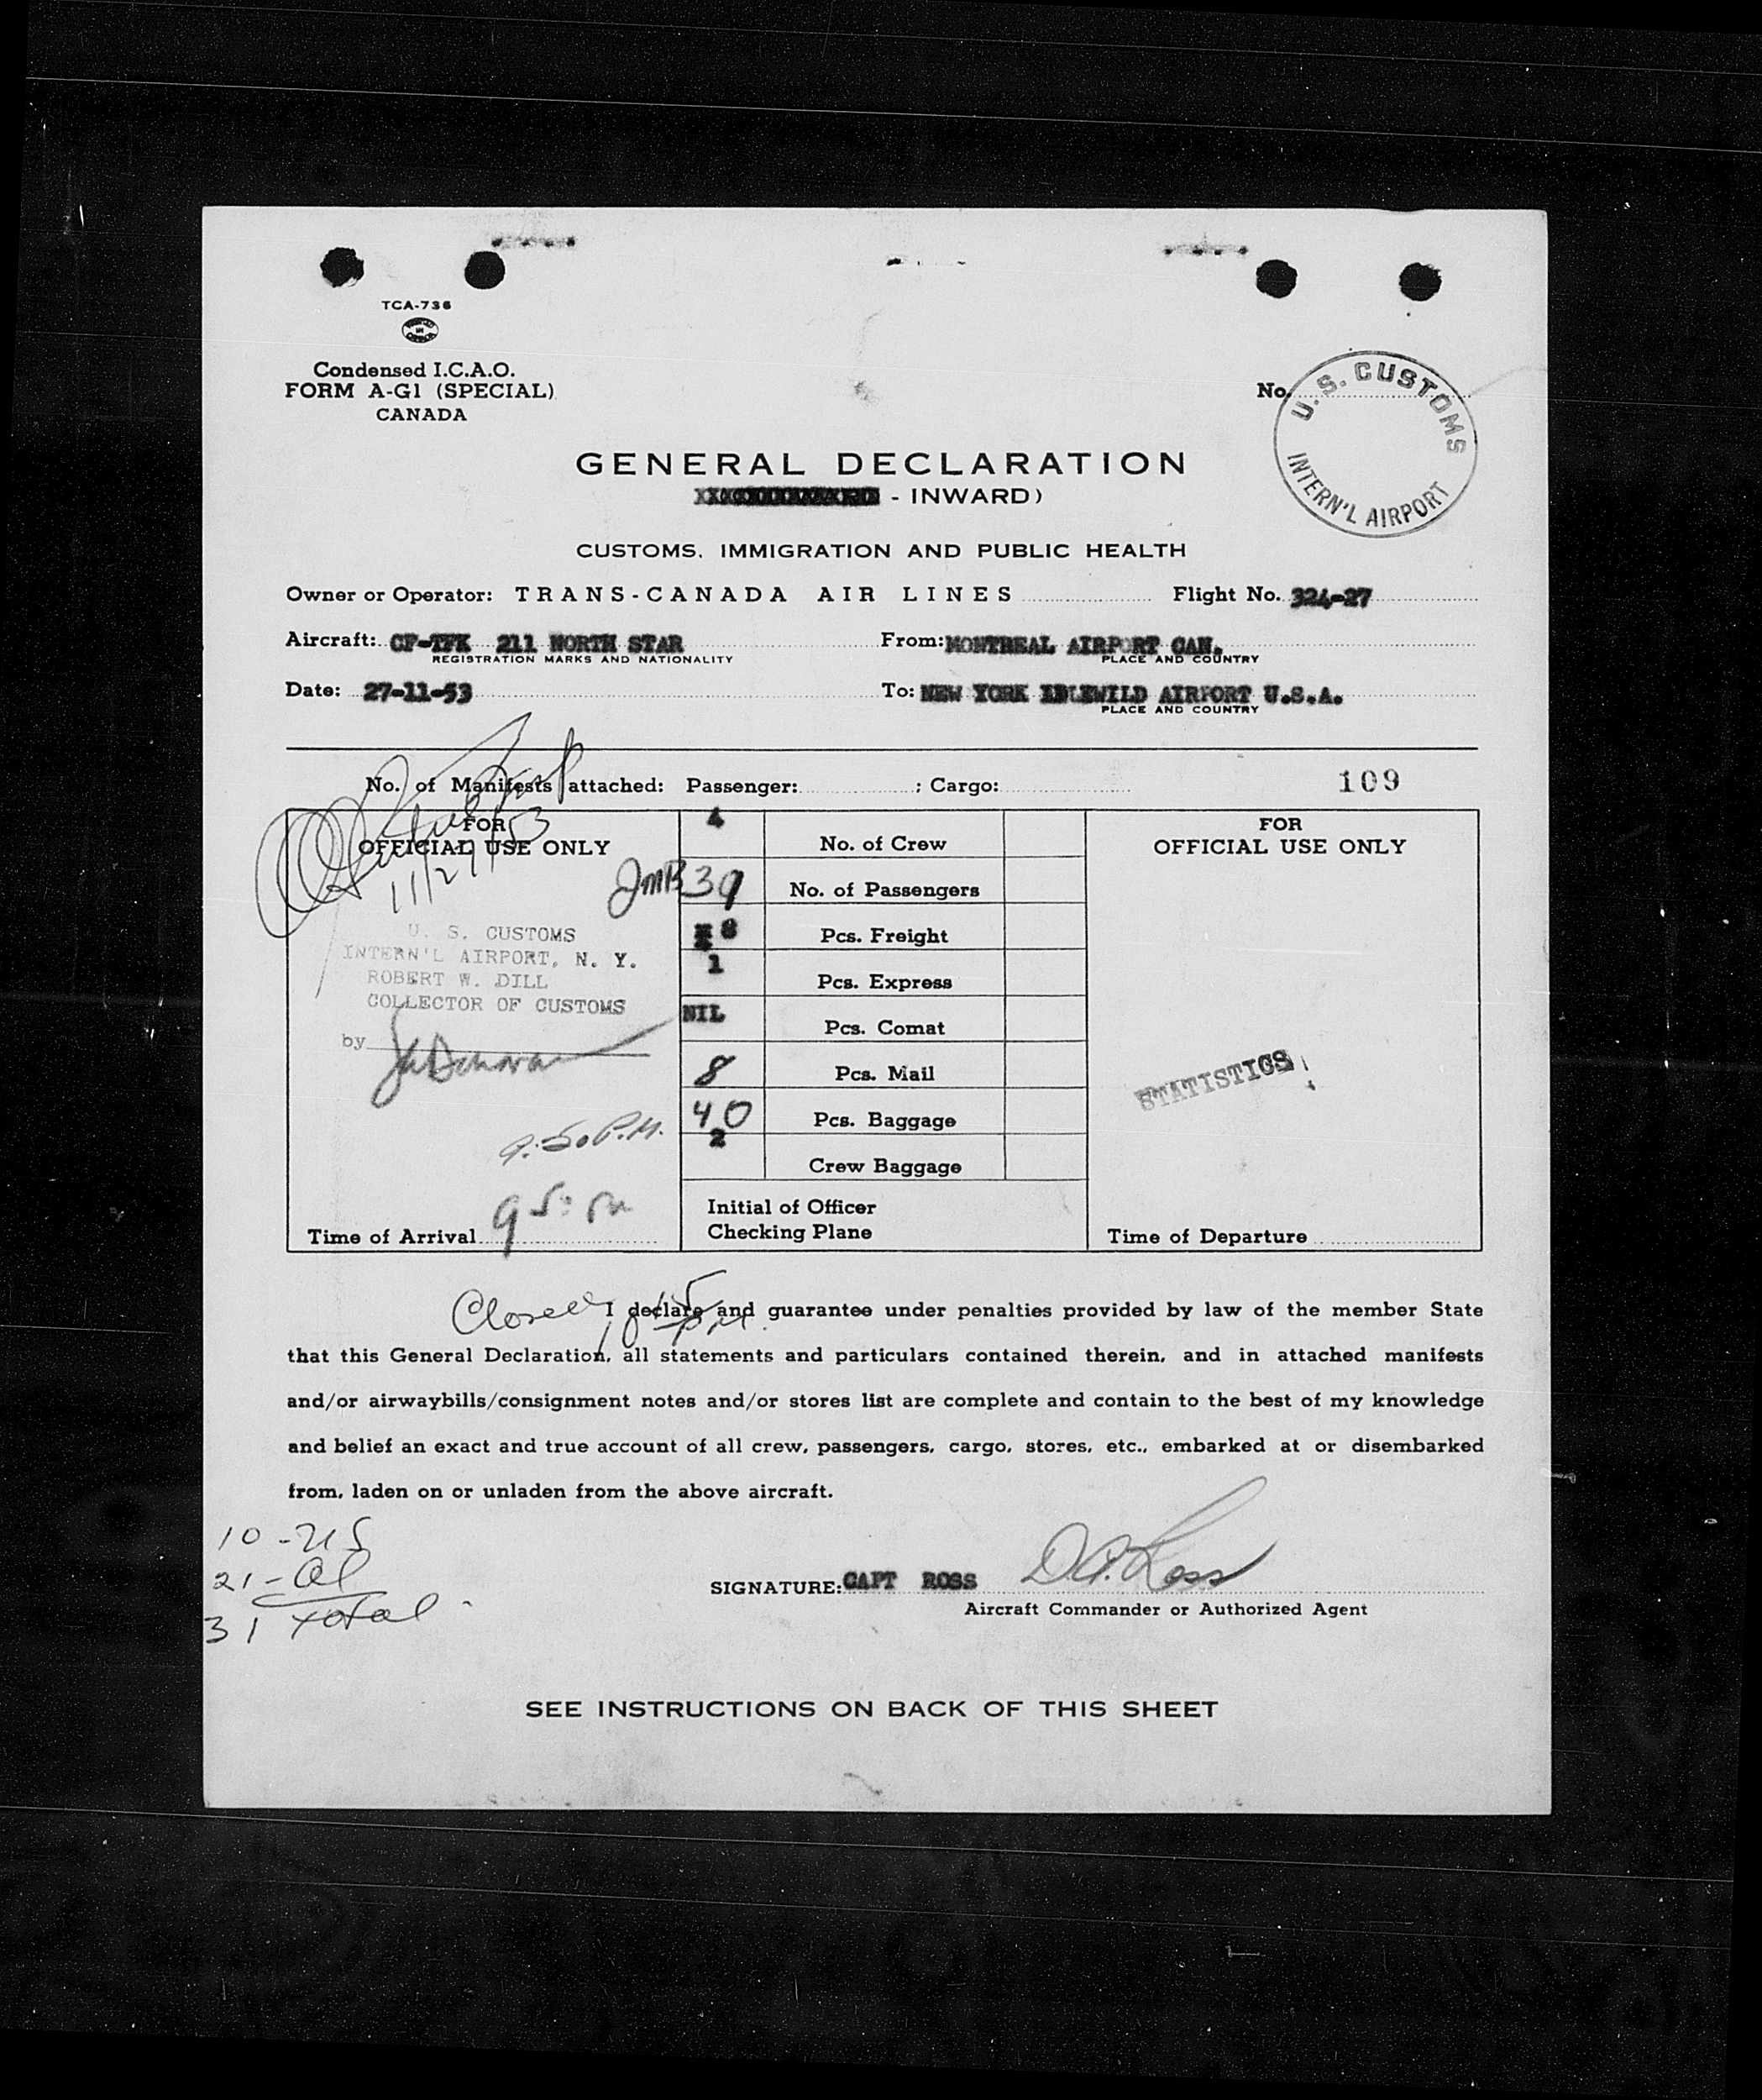 TCA-736
Condensed I.C.A.O.
FORM A-G1 (SPECIAL)
CANADA
No.
U. S. CUSTOMS
INTERN'L AIRPORT
GENERAL DECLARATION
- INWARD)
CUSTOMS, IMMIGRATION AND PUBLIC HEALTH
Owner or Operator: TRANS-CANADA AIR LINES Flight No. 324-27
Aircraft: CF-TFK 211 NORTH STAR From: MONTREAL AIRPORT CAN.
REGISTRATION MARKS AND NATIONALITY PLACE AND COUNTRY
Date: 27-11-53 To: NEW YORK IDLEWILD AIRPORT U.S.A.
PLACE AND COUNTRY
No. of Manifests attached: Passenger: ; Cargo: 109
FOR
OFFICIAL USE ONLY
11/27/53
U. S. CUSTOMS
INTERN'L AIRPORT, N. Y.
ROBERT W. DILL
COLLECTOR OF CUSTOMS
by
Time of Arrival
4 No. of Crew
JMB 39 No. of Passengers
8 Pcs. Freight
1 Pcs. Express
NIL Pcs. Comat
8 Pcs. Mail
40 Pcs. Baggage
2 Crew Baggage
Initial of Officer
Checking Plane
FOR
OFFICIAL USE ONLY
STATISTICS
Time of Departure
Closed
I declare and guarantee under penalties provided by law of the member State
that this General Declaration, all statements and particulars contained therein, and in attached manifests
and/or airwaybills/consignment notes and/or stores list are complete and contain to the best of my knowledge
and belief an exact and true account of all crew, passengers, cargo, stores, etc., embarked at or disembarked
from, laden on or unladen from the above aircraft.
10 - US
21 - al
31 total
SIGNATURE: CAPT ROSS D.A. Ross
Aircraft Commander or Authorized Agent
SEE INSTRUCTIONS ON BACK OF THIS SHEET